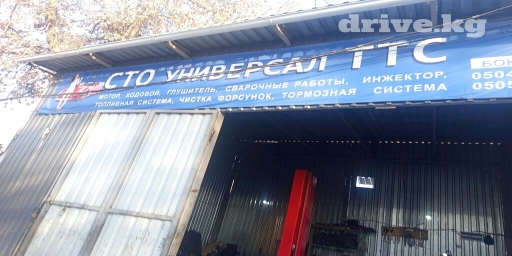 drive.kg
СТО УНИВЕРСАЛ ТТС
МОТОР, ХОДОВОЙ, ГЛУШИТЕЛЬ, СВАРОЧНЫЕ РАБОТЫ, ИНЖЕКТОР,
ТОПЛИВНАЯ СИСТЕМА, ЧИСТКА ФОРСУНОК, ТОРМОЗНАЯ СИСТЕМА
БОК
0504
0505